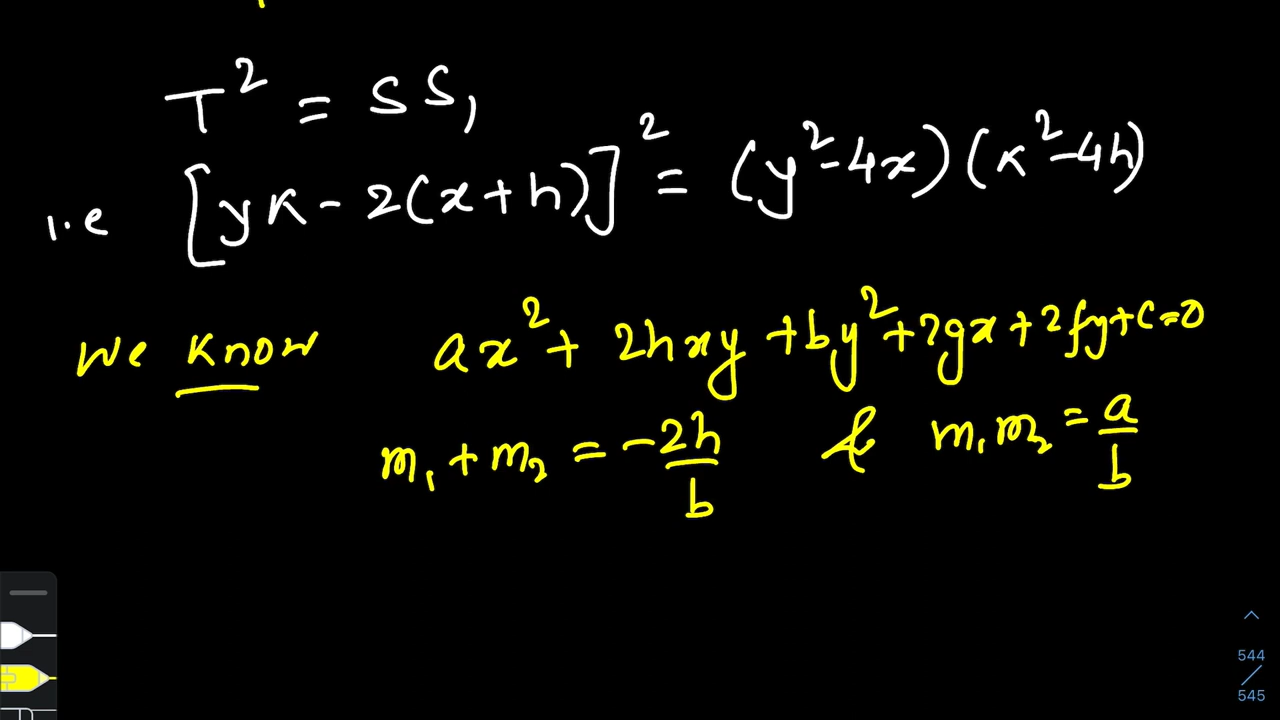 T² = SS₁
i.e [yk - 2(x+h)]² = (y²-4x)(k²-4h)
We know ax² + 2hxy + by² + 2gx + 2fy + c = 0
m₁ + m₂ = -2h/b & m₁m₂ = a/b
544
545